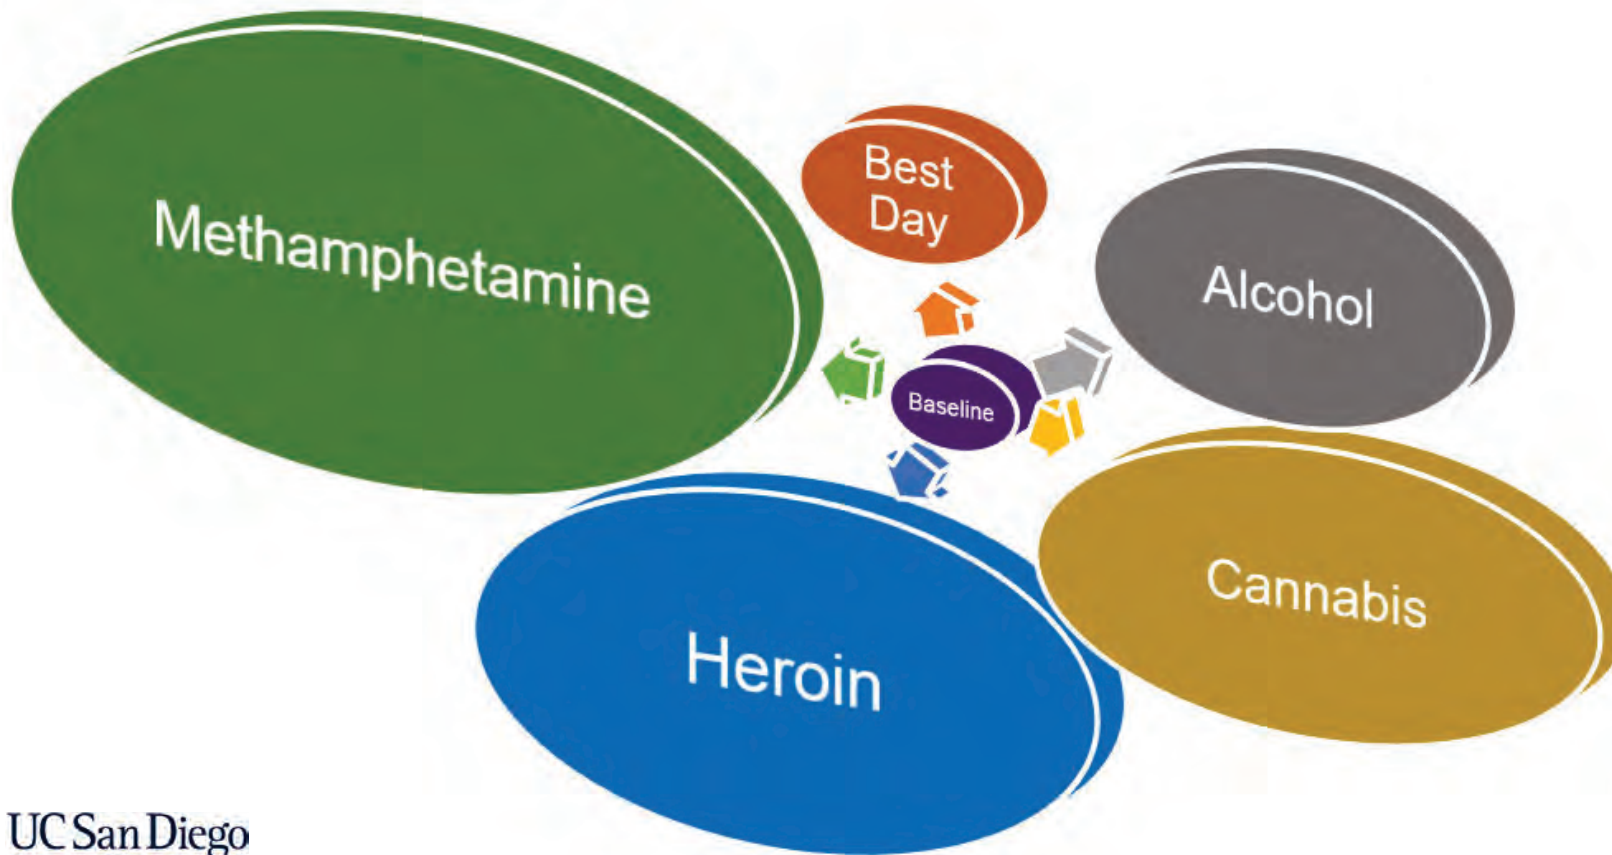 Methamphetamine
Best
Day
Alcohol
Baseline
Cannabis
Heroin
UC San Diego